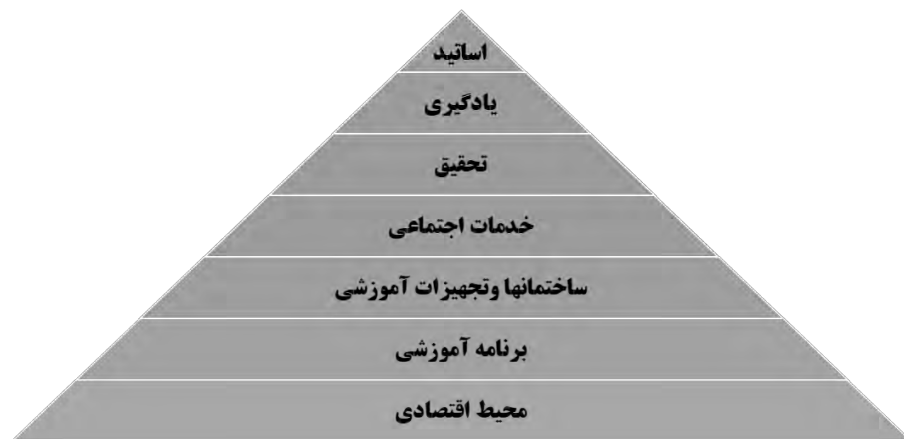 اساتید
یادگیری
تحقیق
خدمات اجتماعی
ساختمانها وتجهیزات آموزشی
برنامه آموزشی
محیط اقتصادی